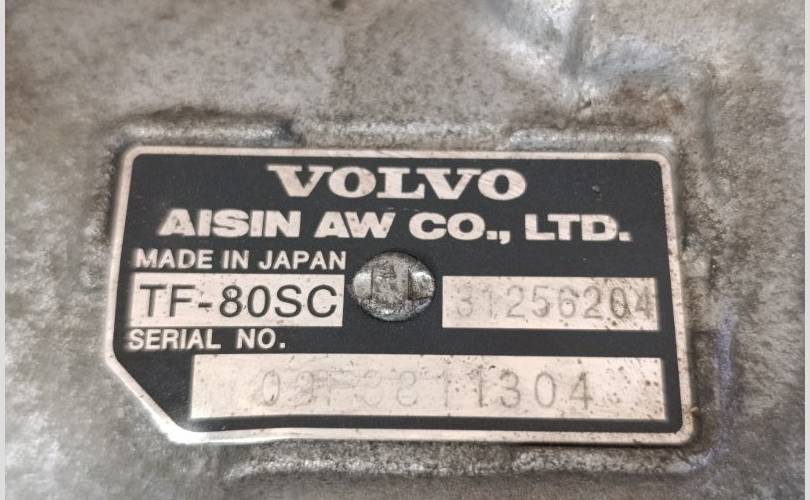 VOLVO
AISIN AW CO., LTD.
MADE IN JAPAN
TF-80SC 31256204
SERIAL NO.